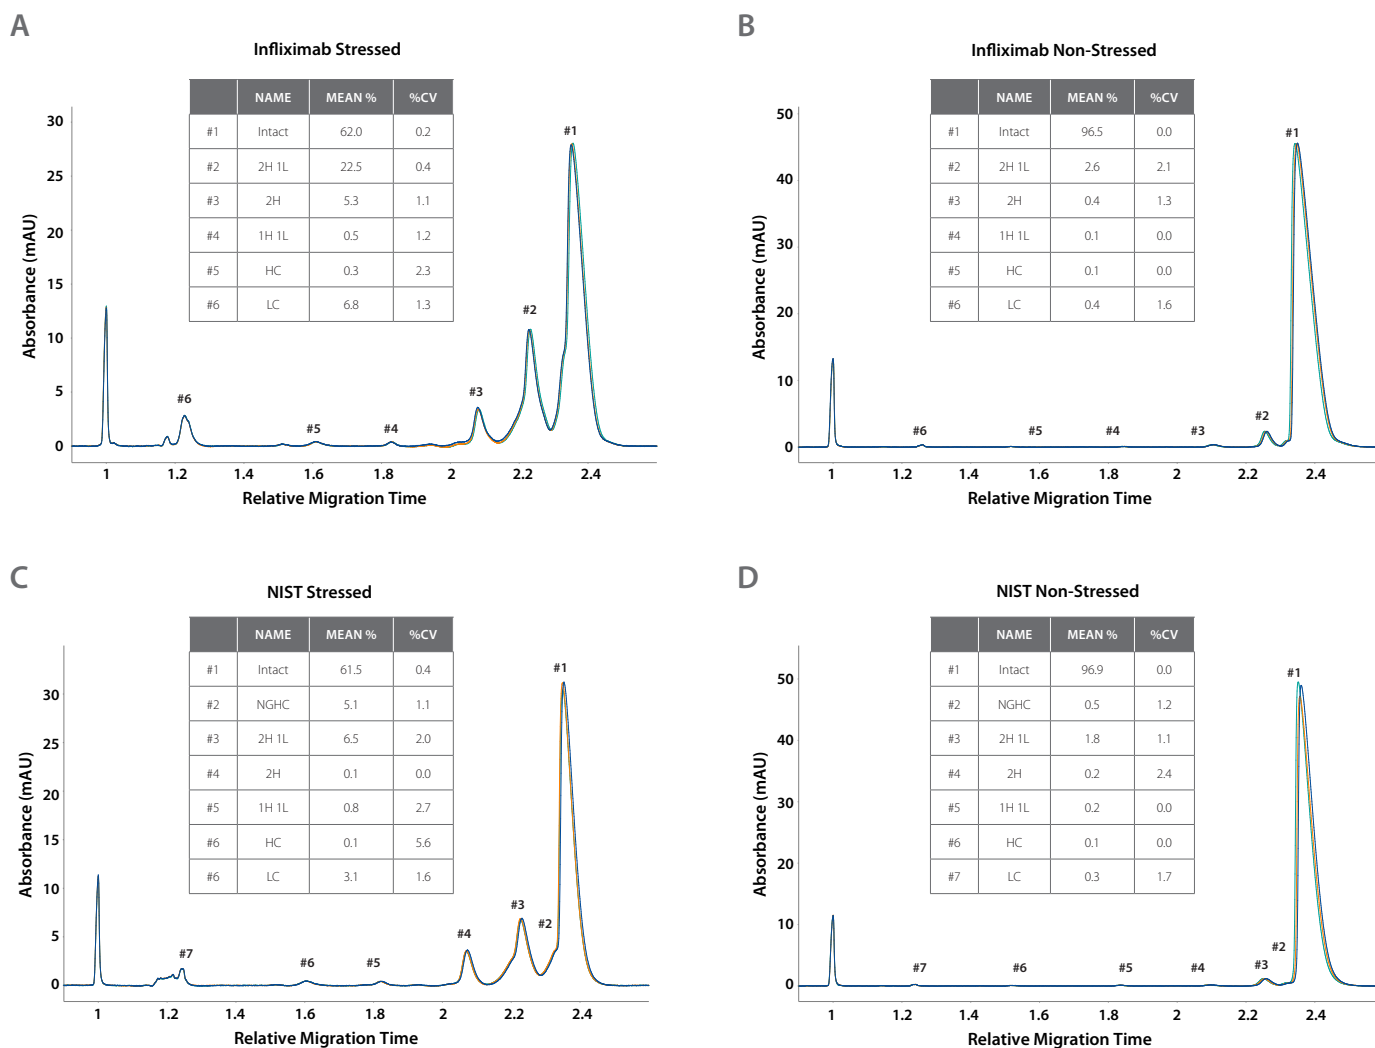 A
Infliximab Stressed
NAME MEAN % %CV
#1 Intact 62.0 0.2
#2 2H 1L 22.5 0.4
#3 2H 5.3 1.1
#4 1H 1L 0.5 1.2
#5 HC 0.3 2.3
#6 LC 6.8 1.3
Absorbance (mAU)
30
25
20
15
10
5
0
#6
#5
#4
#3
#2
#1
1 1.2 1.4 1.6 1.8 2 2.2 2.4
Relative Migration Time
B
Infliximab Non-Stressed
NAME MEAN % %CV
#1 Intact 96.5 0.0
#2 2H 1L 2.6 2.1
#3 2H 0.4 1.3
#4 1H 1L 0.1 0.0
#5 HC 0.1 0.0
#6 LC 0.4 1.6
Absorbance (mAU)
50
40
30
20
10
0
#6
#5
#4
#3
#2
#1
1 1.2 1.4 1.6 1.8 2 2.2 2.4
Relative Migration Time
C
NIST Stressed
NAME MEAN % %CV
#1 Intact 61.5 0.4
#2 NGHC 5.1 1.1
#3 2H 1L 6.5 2.0
#4 2H 0.1 0.0
#5 1H 1L 0.8 2.7
#6 HC 0.1 5.6
#6 LC 3.1 1.6
Absorbance (mAU)
30
25
20
15
10
5
0
#7
#6
#5
#4
#3
#2
#1
1 1.2 1.4 1.6 1.8 2 2.2 2.4
Relative Migration Time
D
NIST Non-Stressed
NAME MEAN % %CV
#1 Intact 96.9 0.0
#2 NGHC 0.5 1.2
#3 2H 1L 1.8 1.1
#4 2H 0.2 2.4
#5 1H 1L 0.2 0.0
#6 HC 0.1 0.0
#7 LC 0.3 1.7
Absorbance (mAU)
50
40
30
20
10
0
#7
#6
#5
#4
#3
#2
#1
1 1.2 1.4 1.6 1.8 2 2.2 2.4
Relative Migration Time